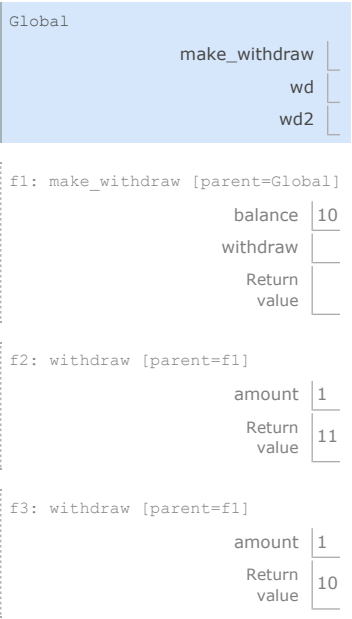 Global
make_withdraw
wd
wd2
f1: make_withdraw [parent=Global]
balance 10
withdraw
Return
value
f2: withdraw [parent=f1]
amount 1
Return
value 11
f3: withdraw [parent=f1]
amount 1
Return
value 10